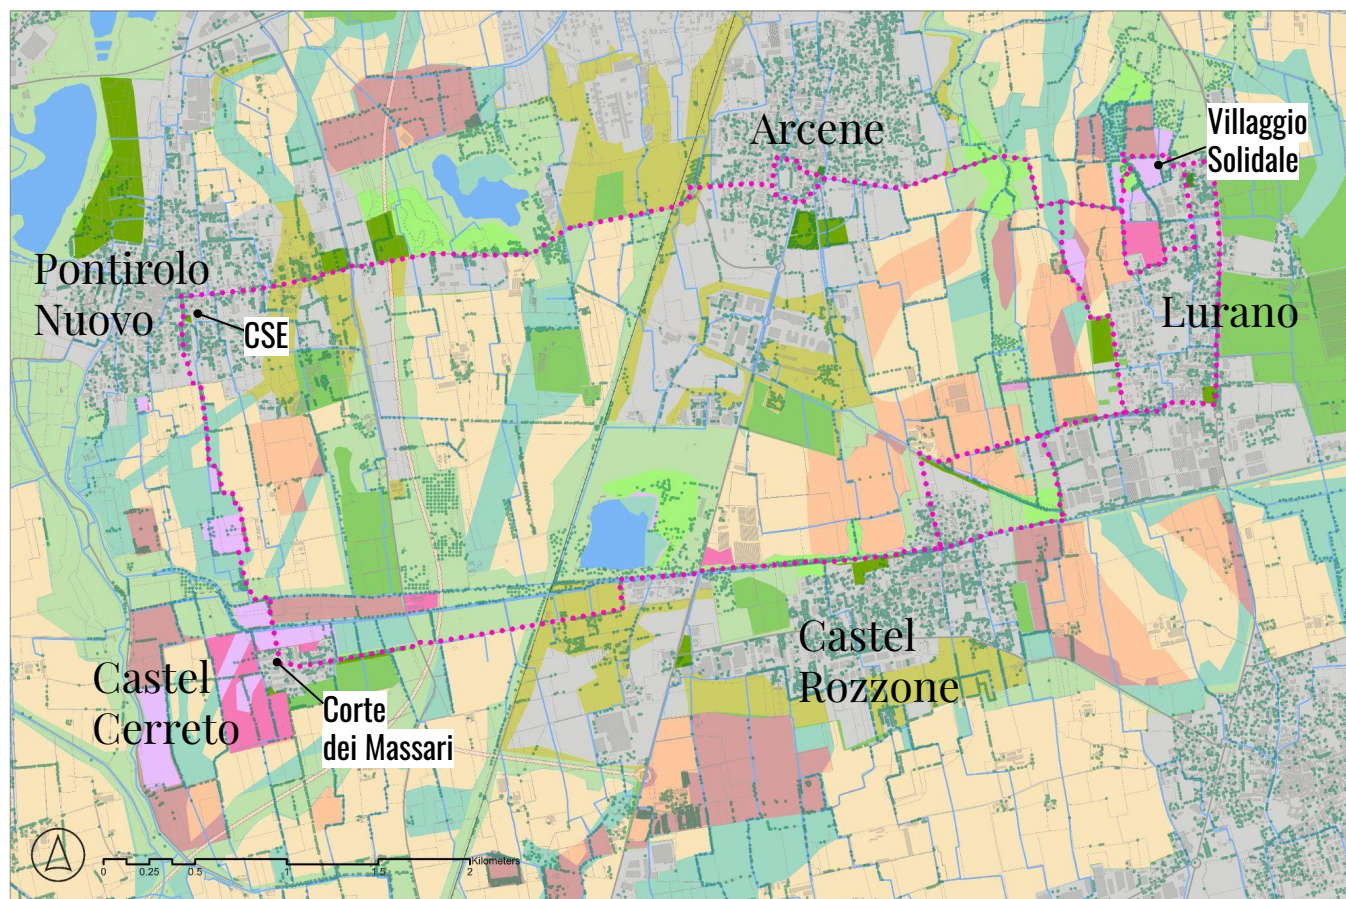 Arcene
Villaggio
Solidale
Pontirolo
Nuovo
CSE
Lurano
Castel
Rozzone
Castel
Cerreto
Corte
dei Massari
Kilometers
0 0.25 0.5 1 1.5 2